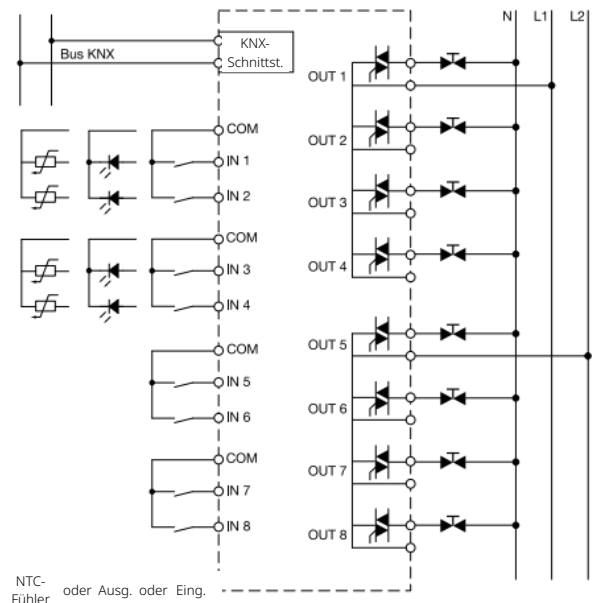 N L1 L2
KNX-
Schnittst.
Bus KNX
OUT 1
COM
IN 1
IN 2
OUT 2
OUT 3
COM
IN 3
IN 4
OUT 4
COM
IN 5
IN 6
OUT 5
OUT 6
COM
IN 7
IN 8
OUT 7
OUT 8
NTC-
Fühler oder Ausg. oder Eing.